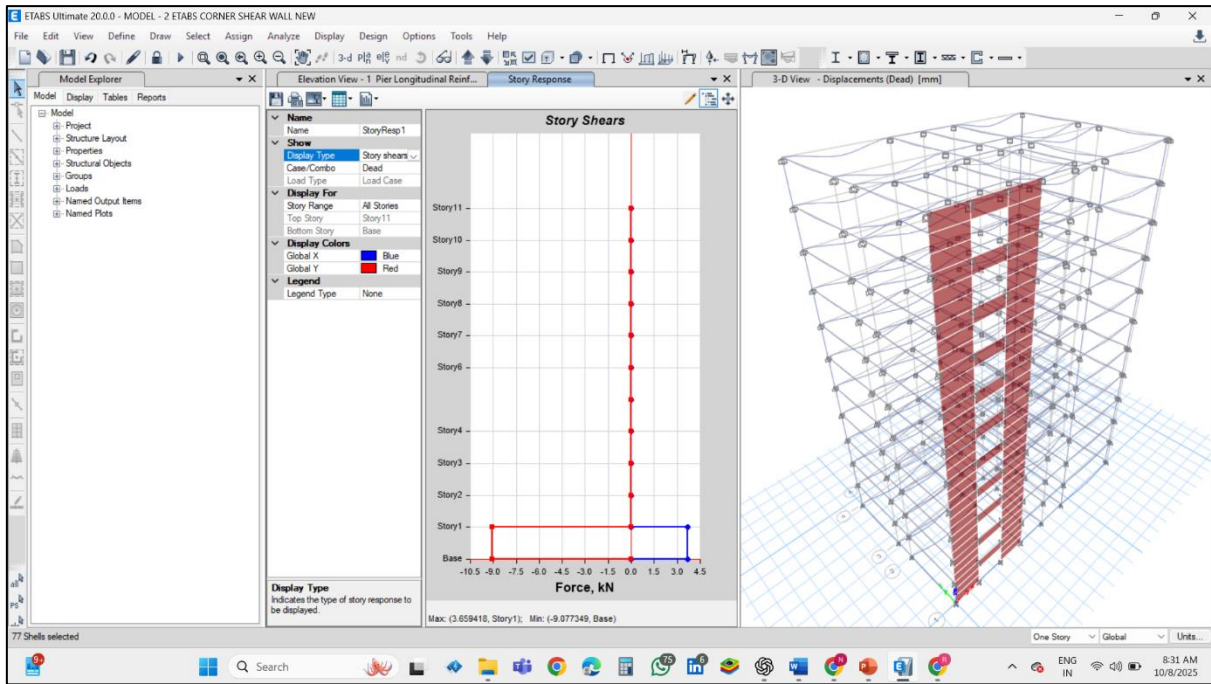 ETABS Ultimate 20.0.0 - MODEL - 2 ETABS CORNER SHEAR WALL NEW
File Edit View Define Draw Select Assign Analyze Display Design Options Tools Help
3-d nd
Model Explorer
Model Display Tables Reports
Model
Project
Structure Layout
Properties
Structural Objects
Groups
Loads
Named Output Items
Named Plots
Elevation View - 1 Pier Longitudinal Reinf... Story Response
Name
Name StoryResp1
Show
Display Type Story shears
Case/Combo Dead
Load Type Load Case
Display For
Story Range All Stories
Top Story Story11
Bottom Story Base
Display Colors
Global X Blue
Global Y Red
Legend
Legend Type None
Display Type
Indicates the type of story response to
be displayed.
Story Shears
Story11
Story10
Story9
Story8
Story7
Story6
Story4
Story3
Story2
Story1
Base
-10.5 -9.0 -7.5 -6.0 -4.5 -3.0 -1.5 0.0 1.5 3.0 4.5
Force, kN
Max: (3.659418, Story1); Min: (-9.077349, Base)
3-D View - Displacements (Dead) [mm]
all
PS
77 Shells selected
One Story Global Units...
9+
Search
75
6
ENG
IN
8:31 AM
10/8/2025